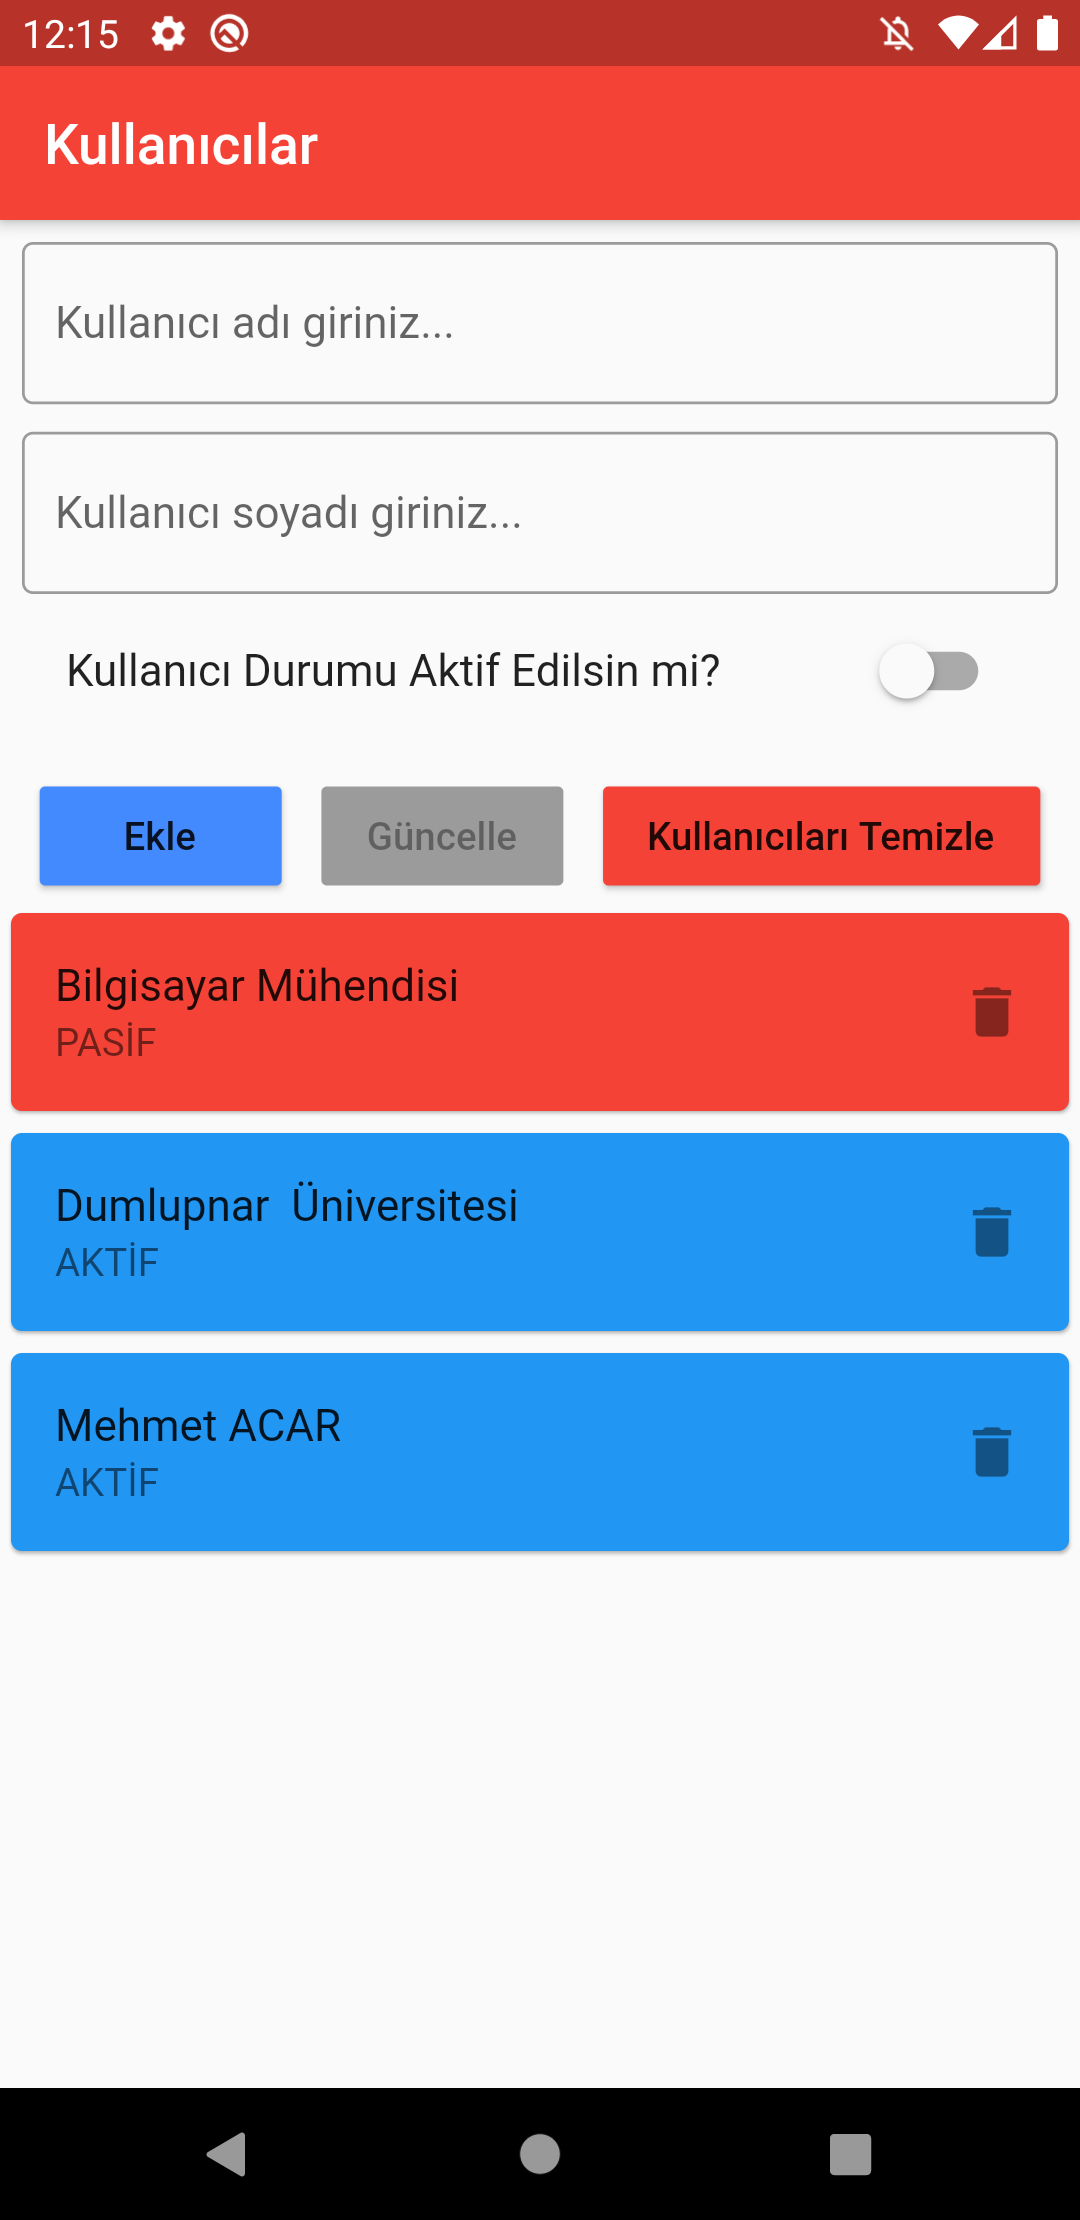 12:15
Kullanıcılar
Kullanıcı adı giriniz...
Kullanıcı soyadı giriniz...
Kullanıcı Durumu Aktif Edilsin mi?
Ekle Güncelle Kullanıcıları Temizle
Bilgisayar Mühendisi
PASİF
Dumlupnar  Üniversitesi
AKTİF
Mehmet ACAR
AKTİF